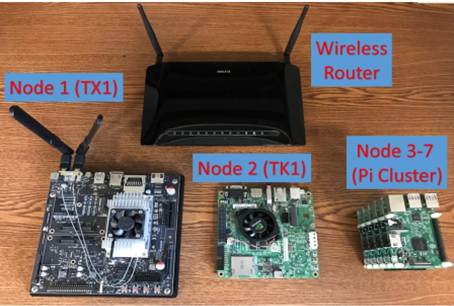 Wireless
Router
Node 1 (TX1)
Node 2 (TK1)
Node 3-7
(Pi Cluster)